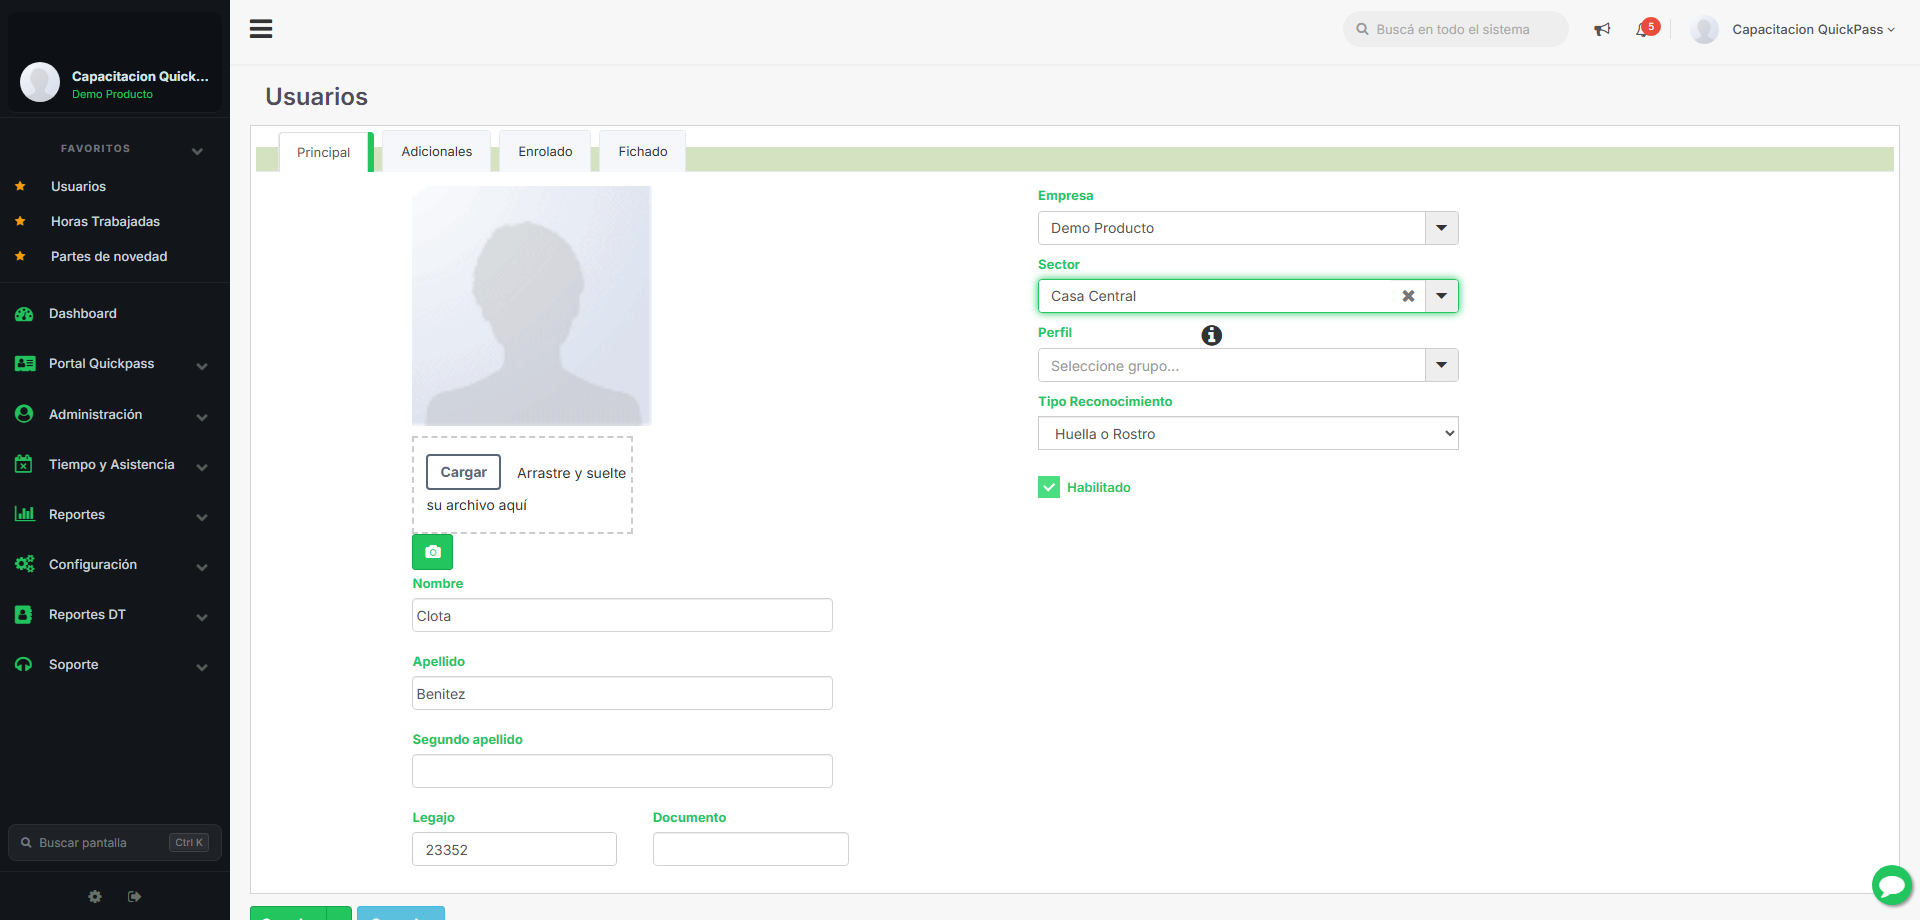 Capacitacion Quick...
Demo Producto
FAVORITOS
Usuarios
Horas Trabajadas
Partes de novedad
Dashboard
Portal Quickpass
Administración
Tiempo y Asistencia
Reportes
Configuración
Reportes DT
Soporte
Buscar pantalla
Ctrl K
Buscá en todo el sistema
5
Capacitacion QuickPass
Usuarios
Principal
Adicionales
Enrolado
Fichado
Cargar
Arrastre y suelte
su archivo aquí
Nombre
Clota
Apellido
Benitez
Segundo apellido
Legajo
Documento
23352
Empresa
Demo Producto
Sector
Casa Central
Perfil
Seleccione grupo...
Tipo Reconocimiento
Huella o Rostro
Habilitado